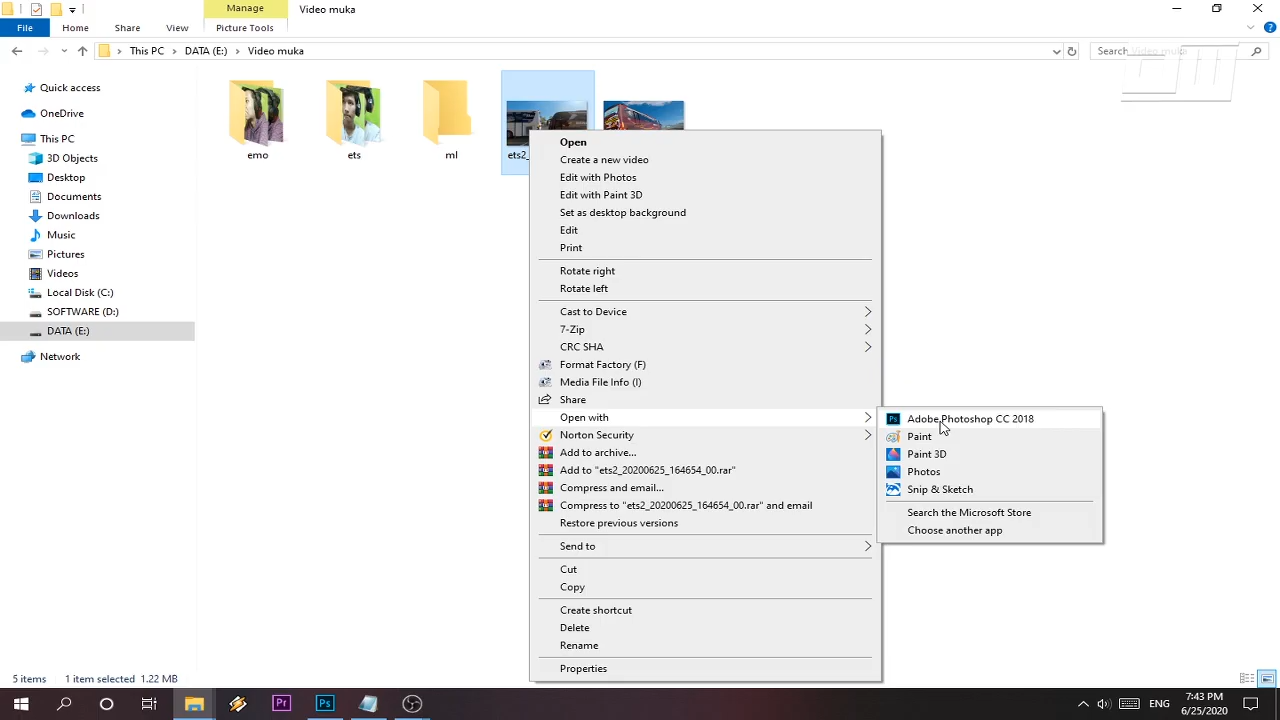 Manage
Video muka
File
Home
Share
View
Picture Tools
This PC
DATA (E:)
Video muka
Search Video muka
Quick access
OneDrive
This PC
3D Objects
Desktop
Documents
Downloads
Music
Pictures
Videos
Local Disk (C:)
SOFTWARE (D:)
DATA (E:)
Network
emo
ets
ml
ets2_
Open
Create a new video
Edit with Photos
Edit with Paint 3D
Set as desktop background
Edit
Print
Rotate right
Rotate left
Cast to Device
7-Zip
CRC SHA
Format Factory (F)
Media File Info (I)
Share
Open with
Norton Security
Add to archive...
Add to "ets2_20200625_164654_00.rar"
Compress and email...
Compress to "ets2_20200625_164654_00.rar" and email
Restore previous versions
Send to
Cut
Copy
Create shortcut
Delete
Rename
Properties
Ps Adobe Photoshop CC 2018
Paint
Paint 3D
Photos
Snip & Sketch
Search the Microsoft Store
Choose another app
5 items
1 item selected 1.22 MB
Pr
Ps
ENG
7:43 PM
6/25/2020